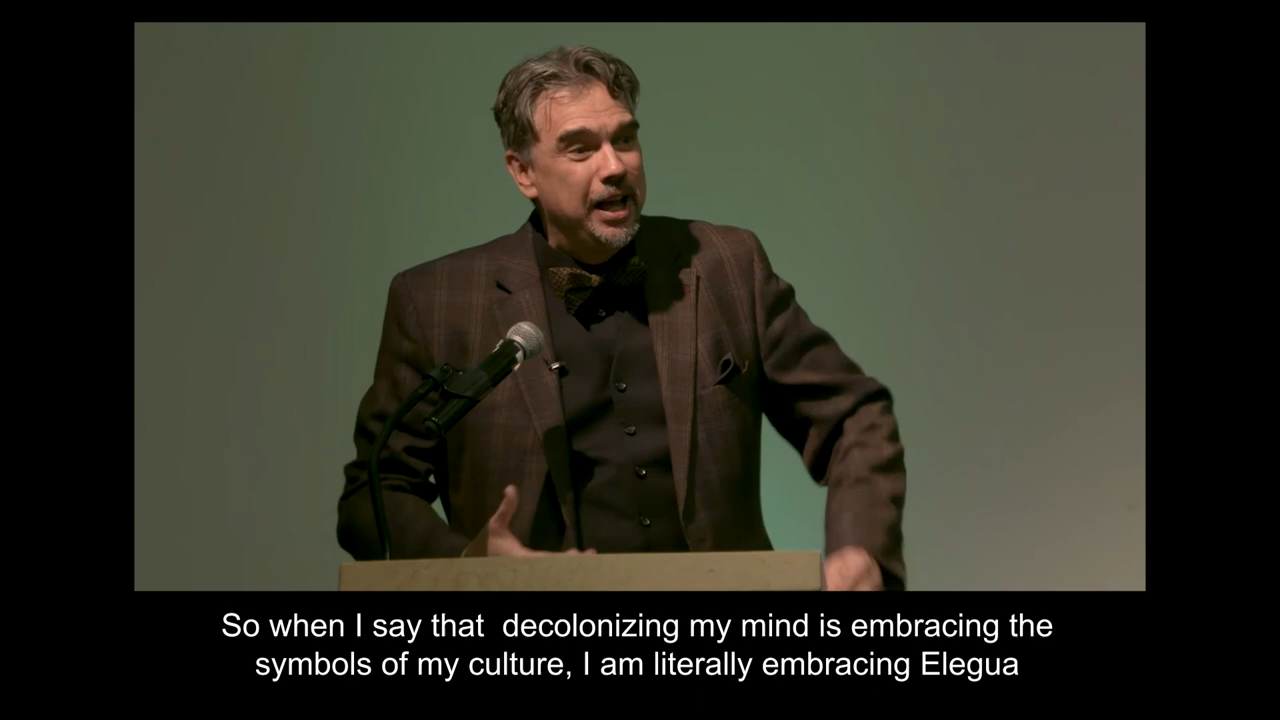 So when I say that  decolonizing my mind is embracing the
symbols of my culture, I am literally embracing Elegua